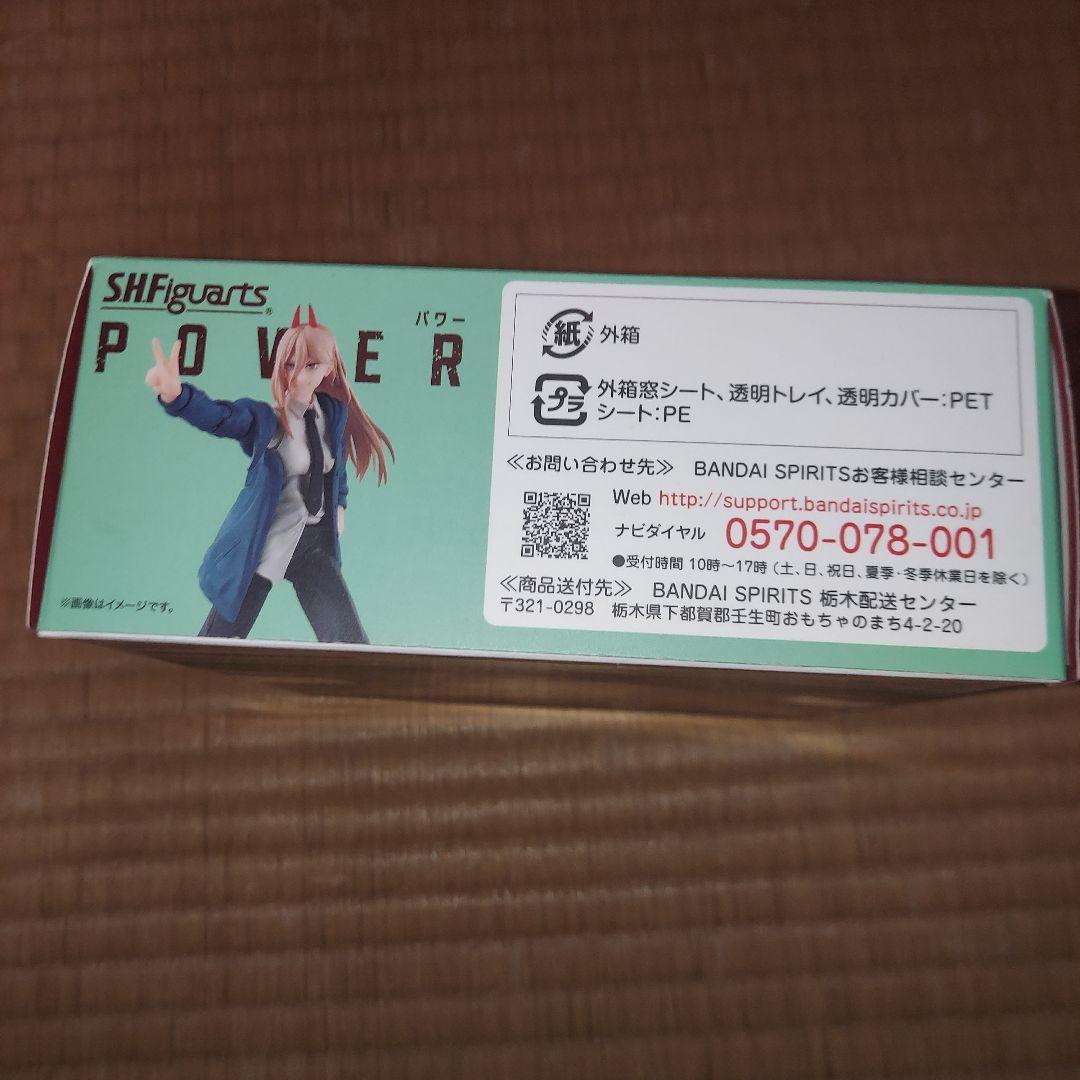 S.H.Figuarts®
パワー
POWER
※画像はイメージです。
紙 外箱
プラ 外箱窓シート、透明トレイ、透明カバー：PET
シート：PE
≪お問い合わせ先≫ BANDAI SPIRITSお客様相談センター
Web http://support.bandaispirits.co.jp
ナビダイヤル 0570-078-001
●受付時間 10時〜17時（土、日、祝日、夏季・冬季休業日を除く）
≪商品送付先≫ BANDAI SPIRITS 栃木配送センター
〒321-0298 栃木県下都賀郡壬生町おもちゃのまち4-2-20